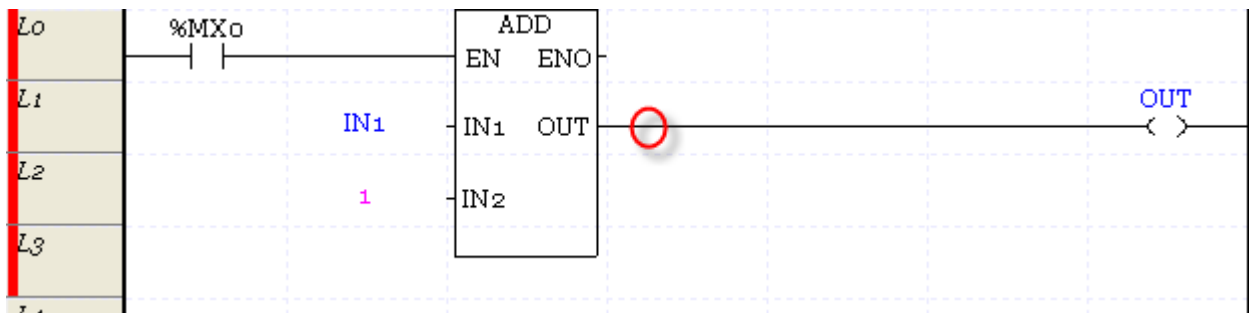 L0 %MX0 ADD
EN ENO
L1 OUT
IN1 IN1 OUT
L2
1 IN2
L3